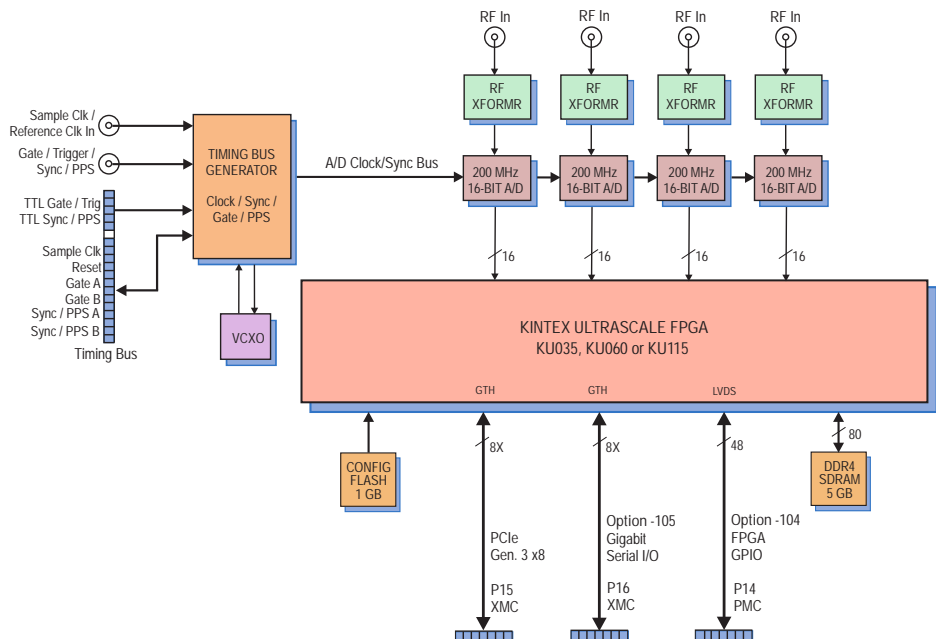 RF In
RF In
RF In
RF In
RF
XFORMR
RF
XFORMR
RF
XFORMR
RF
XFORMR
Sample Clk /
Reference Clk In
Gate / Trigger /
Sync / PPS
TTL Gate / Trig
TTL Sync / PPS
Sample Clk
Reset
Gate A
Gate B
Sync / PPS A
Sync / PPS B
Timing Bus
TIMING BUS
GENERATOR
Clock / Sync /
Gate / PPS
VCXO
A/D Clock/Sync Bus
200 MHz
16-BIT A/D
200 MHz
16-BIT A/D
200 MHz
16-BIT A/D
200 MHz
16-BIT A/D
16
16
16
16
KINTEX ULTRASCALE FPGA
KU035, KU060 or KU115
GTH
GTH
LVDS
CONFIG
FLASH
1 GB
8X
8X
48
80
DDR4
SDRAM
5 GB
PCIe
Gen. 3 x8
P15
XMC
Option -105
Gigabit
Serial I/O
P16
XMC
Option -104
FPGA
GPIO
P14
PMC